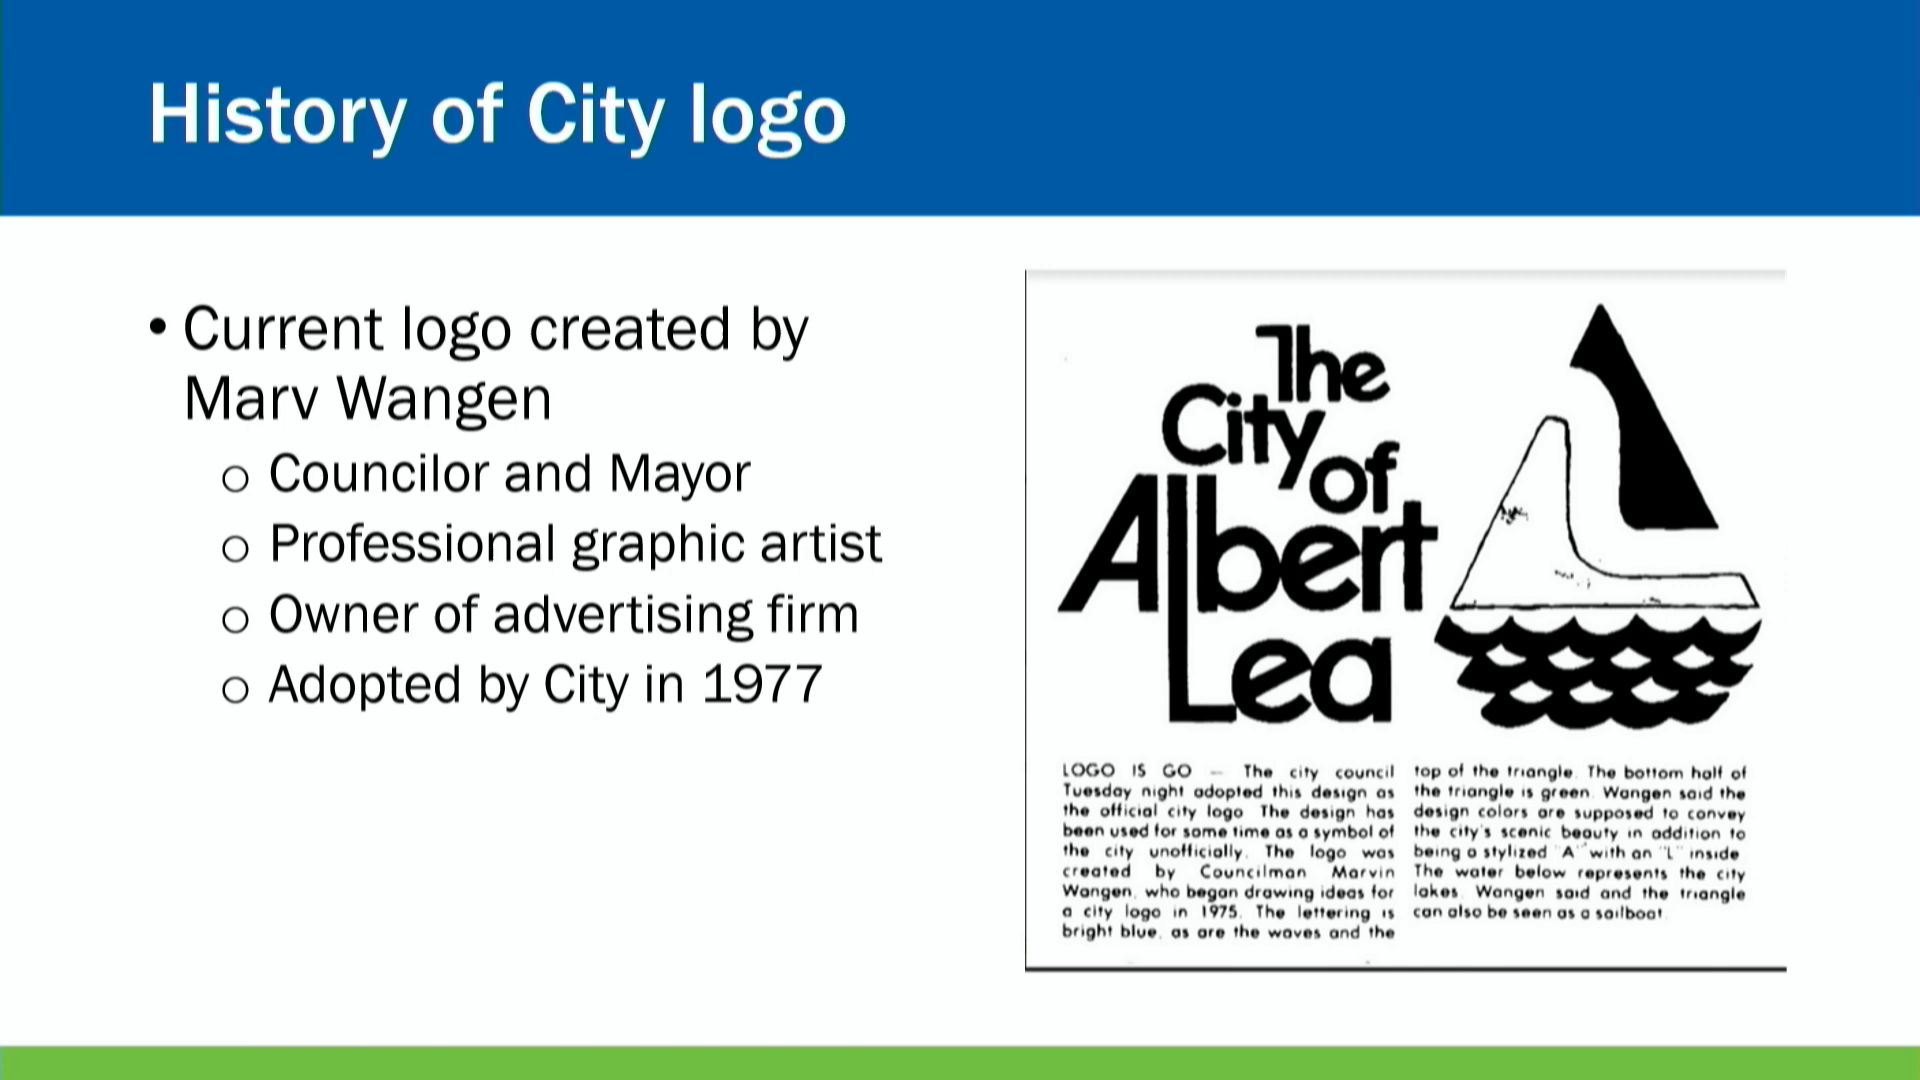 History of City logo
• Current logo created by
Marv Wangen
o Councilor and Mayor
o Professional graphic artist
o Owner of advertising firm
o Adopted by City in 1977
The
City
of
Albert
Lea
LOGO IS GO — The city council
Tuesday night adopted this design as
the official city logo The design has
been used for some time as a symbol of
the city unofficially. The logo was
created by Councilman Marvin
Wangen, who began drawing ideas for
a city logo in 1975. The lettering is
bright blue, as are the waves and the
top of the triangle. The bottom half of
the triangle is green. Wangen said the
design colors are supposed to convey
the city's scenic beauty in addition to
being a stylized "A" with an "L" inside
The water below represents the city
lakes. Wangen said and the triangle
can also be seen as a sailboat.